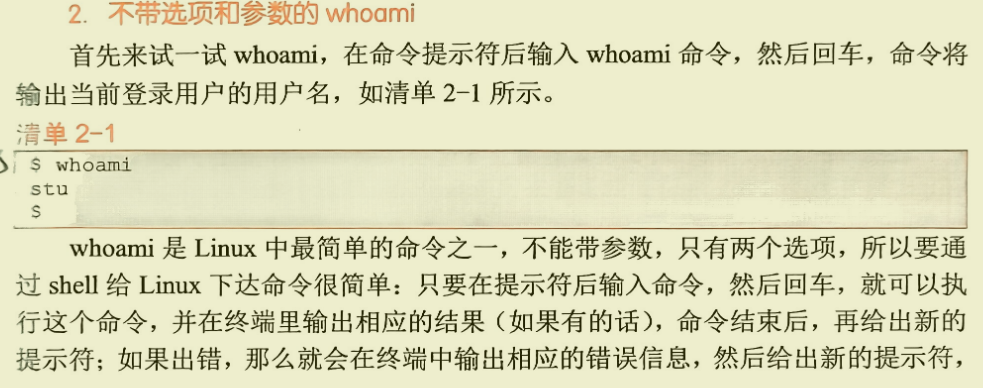 2. 不带选项和参数的 whoami
首先来试一试 whoami，在命令提示符后输入 whoami 命令，然后回车，命令将
输出当前登录用户的用户名，如清单 2-1 所示。
清单 2-1
$ whoami
stu
$
whoami 是 Linux 中最简单的命令之一，不能带参数，只有两个选项，所以要通
过 shell 给 Linux 下达命令很简单：只要在提示符后输入命令，然后回车，就可以执
行这个命令，并在终端里输出相应的结果（如果有的话），命令结束后，再给出新的
提示符；如果出错，那么就会在终端中输出相应的错误信息，然后给出新的提示符，